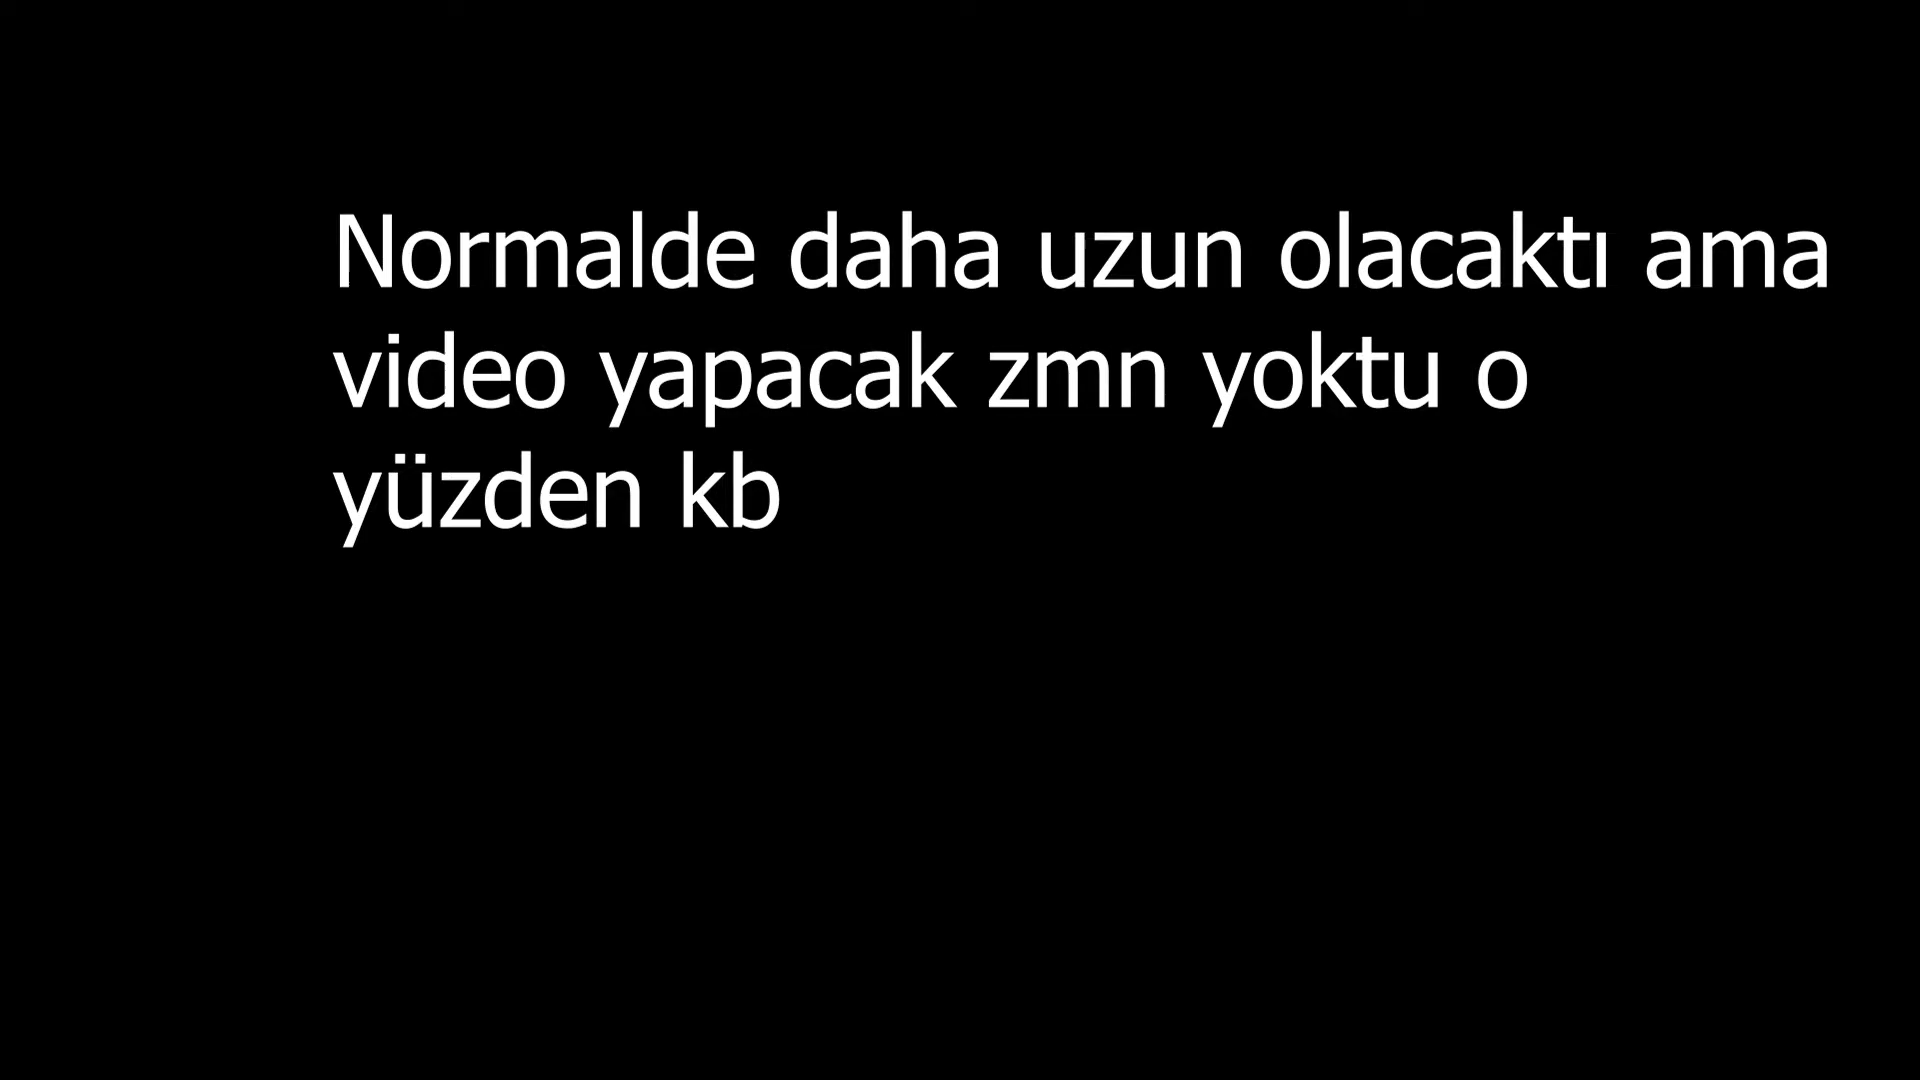 Normalde daha uzun olacaktı ama
video yapacak zmn yoktu o
yüzden kb